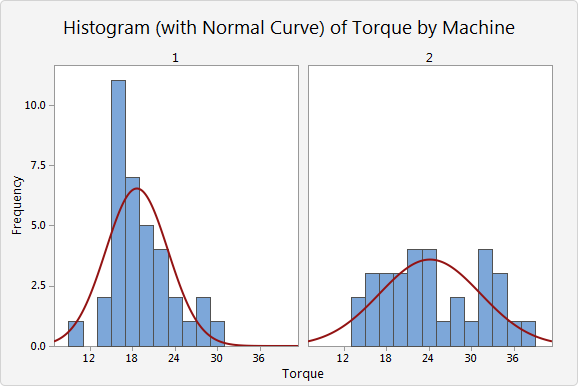 Histogram (with Normal Curve) of Torque by Machine
1 2
10.0
7.5
5.0
2.5
0.0
Frequency
12 18 24 30 36 12 18 24 30 36
Torque